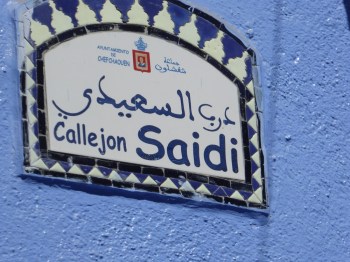 AYUNTAMIENTO
DE
CHEFCHAOUEN
جماعة
شفشاون
درب السعيدي
Callejon Saidi